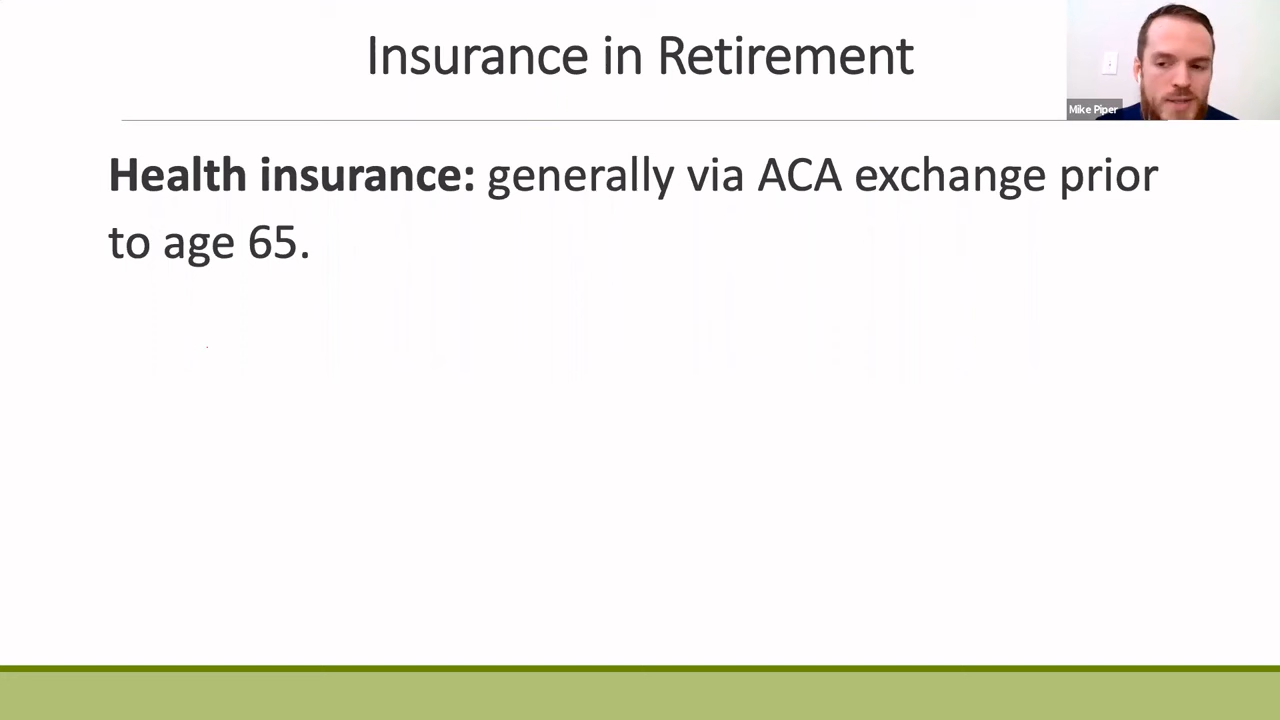 Insurance in Retirement
Mike Piper
Health insurance: generally via ACA exchange prior
to age 65.